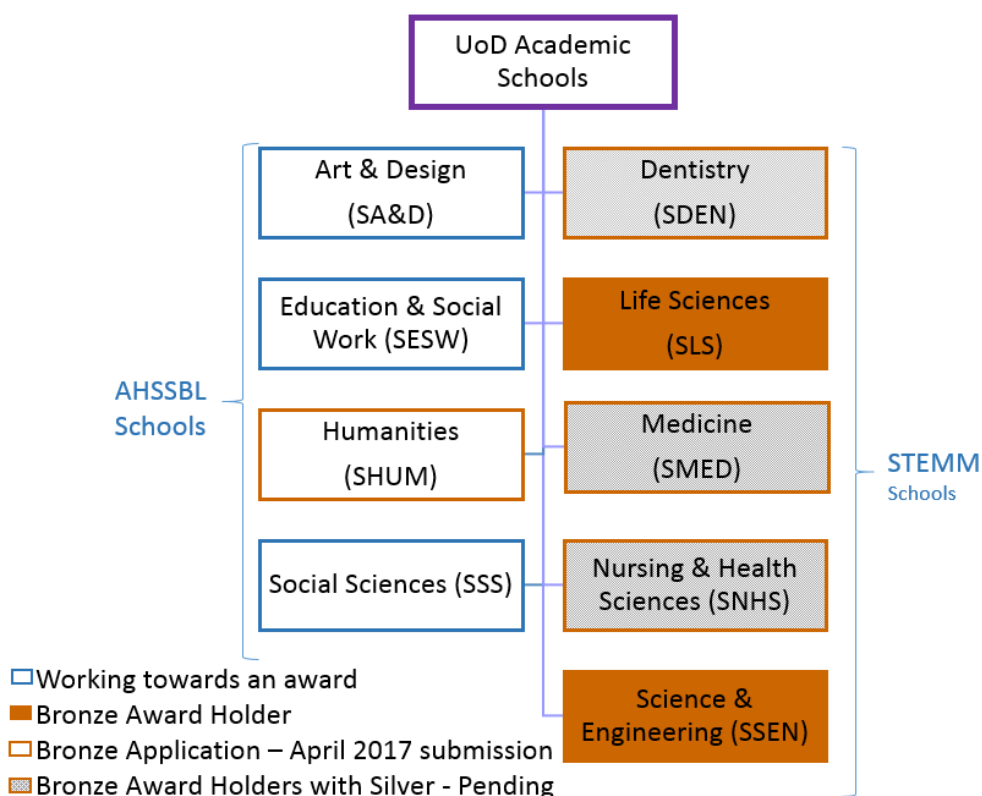 UoD Academic
Schools
Art & Design
(SA&D)
Dentistry
(SDEN)
Education & Social
Work (SESW)
Life Sciences
(SLS)
AHSSBL
Schools
Humanities
(SHUM)
Medicine
(SMED)
STEMM
Schools
Social Sciences (SSS)
Nursing & Health
Sciences (SNHS)
Science &
Engineering (SSEN)
Working towards an award
Bronze Award Holder
Bronze Application – April 2017 submission
Bronze Award Holders with Silver - Pending